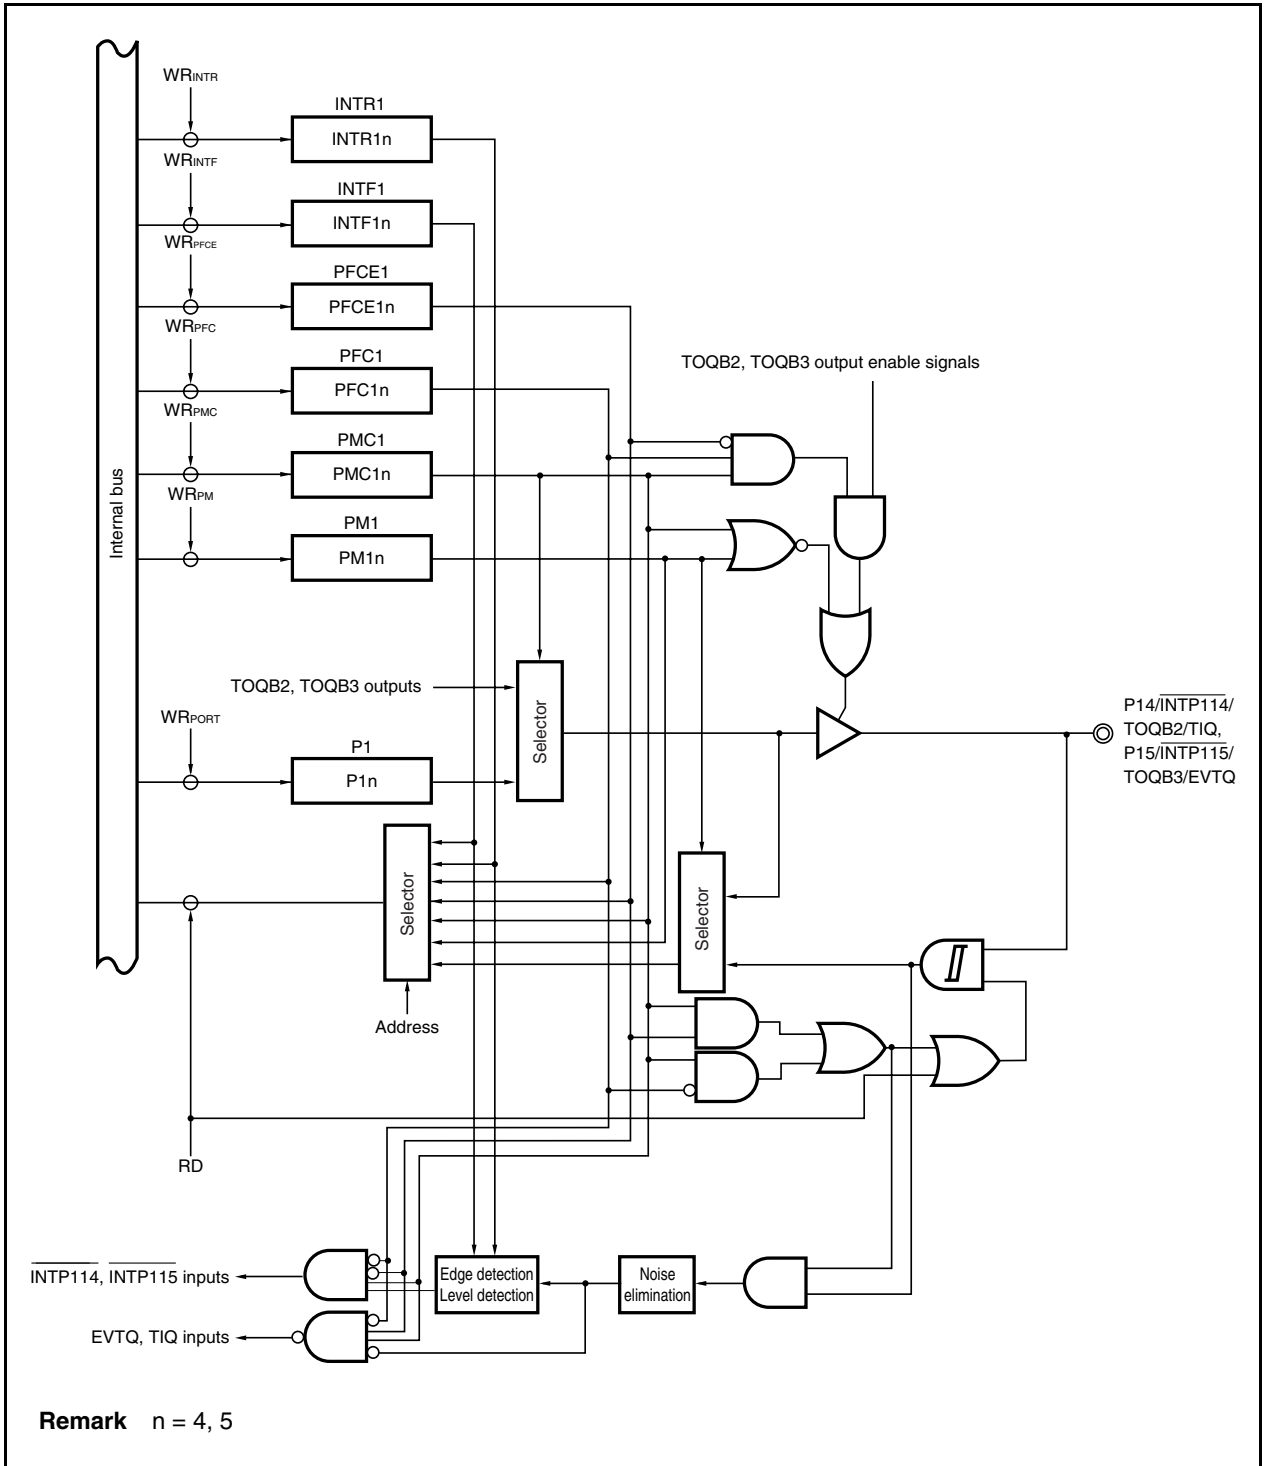 WRINTR
INTR1
INTR1n
WRINTF
INTF1
INTF1n
WRPFCE
PFCE1
PFCE1n
WRPFC
PFC1
PFC1n
TOQB2, TOQB3 output enable signals
WRPMC
PMC1
PMC1n
WRPM
PM1
PM1n
Internal bus
TOQB2, TOQB3 outputs
Selector
WRPORT
P1
P1n
P14/INTP114/
TOQB2/TIQ,
P15/INTP115/
TOQB3/EVTQ
Selector
Selector
Address
RD
INTP114, INTP115 inputs
Edge detection
Level detection
Noise
elimination
EVTQ, TIQ inputs
Remark n = 4, 5